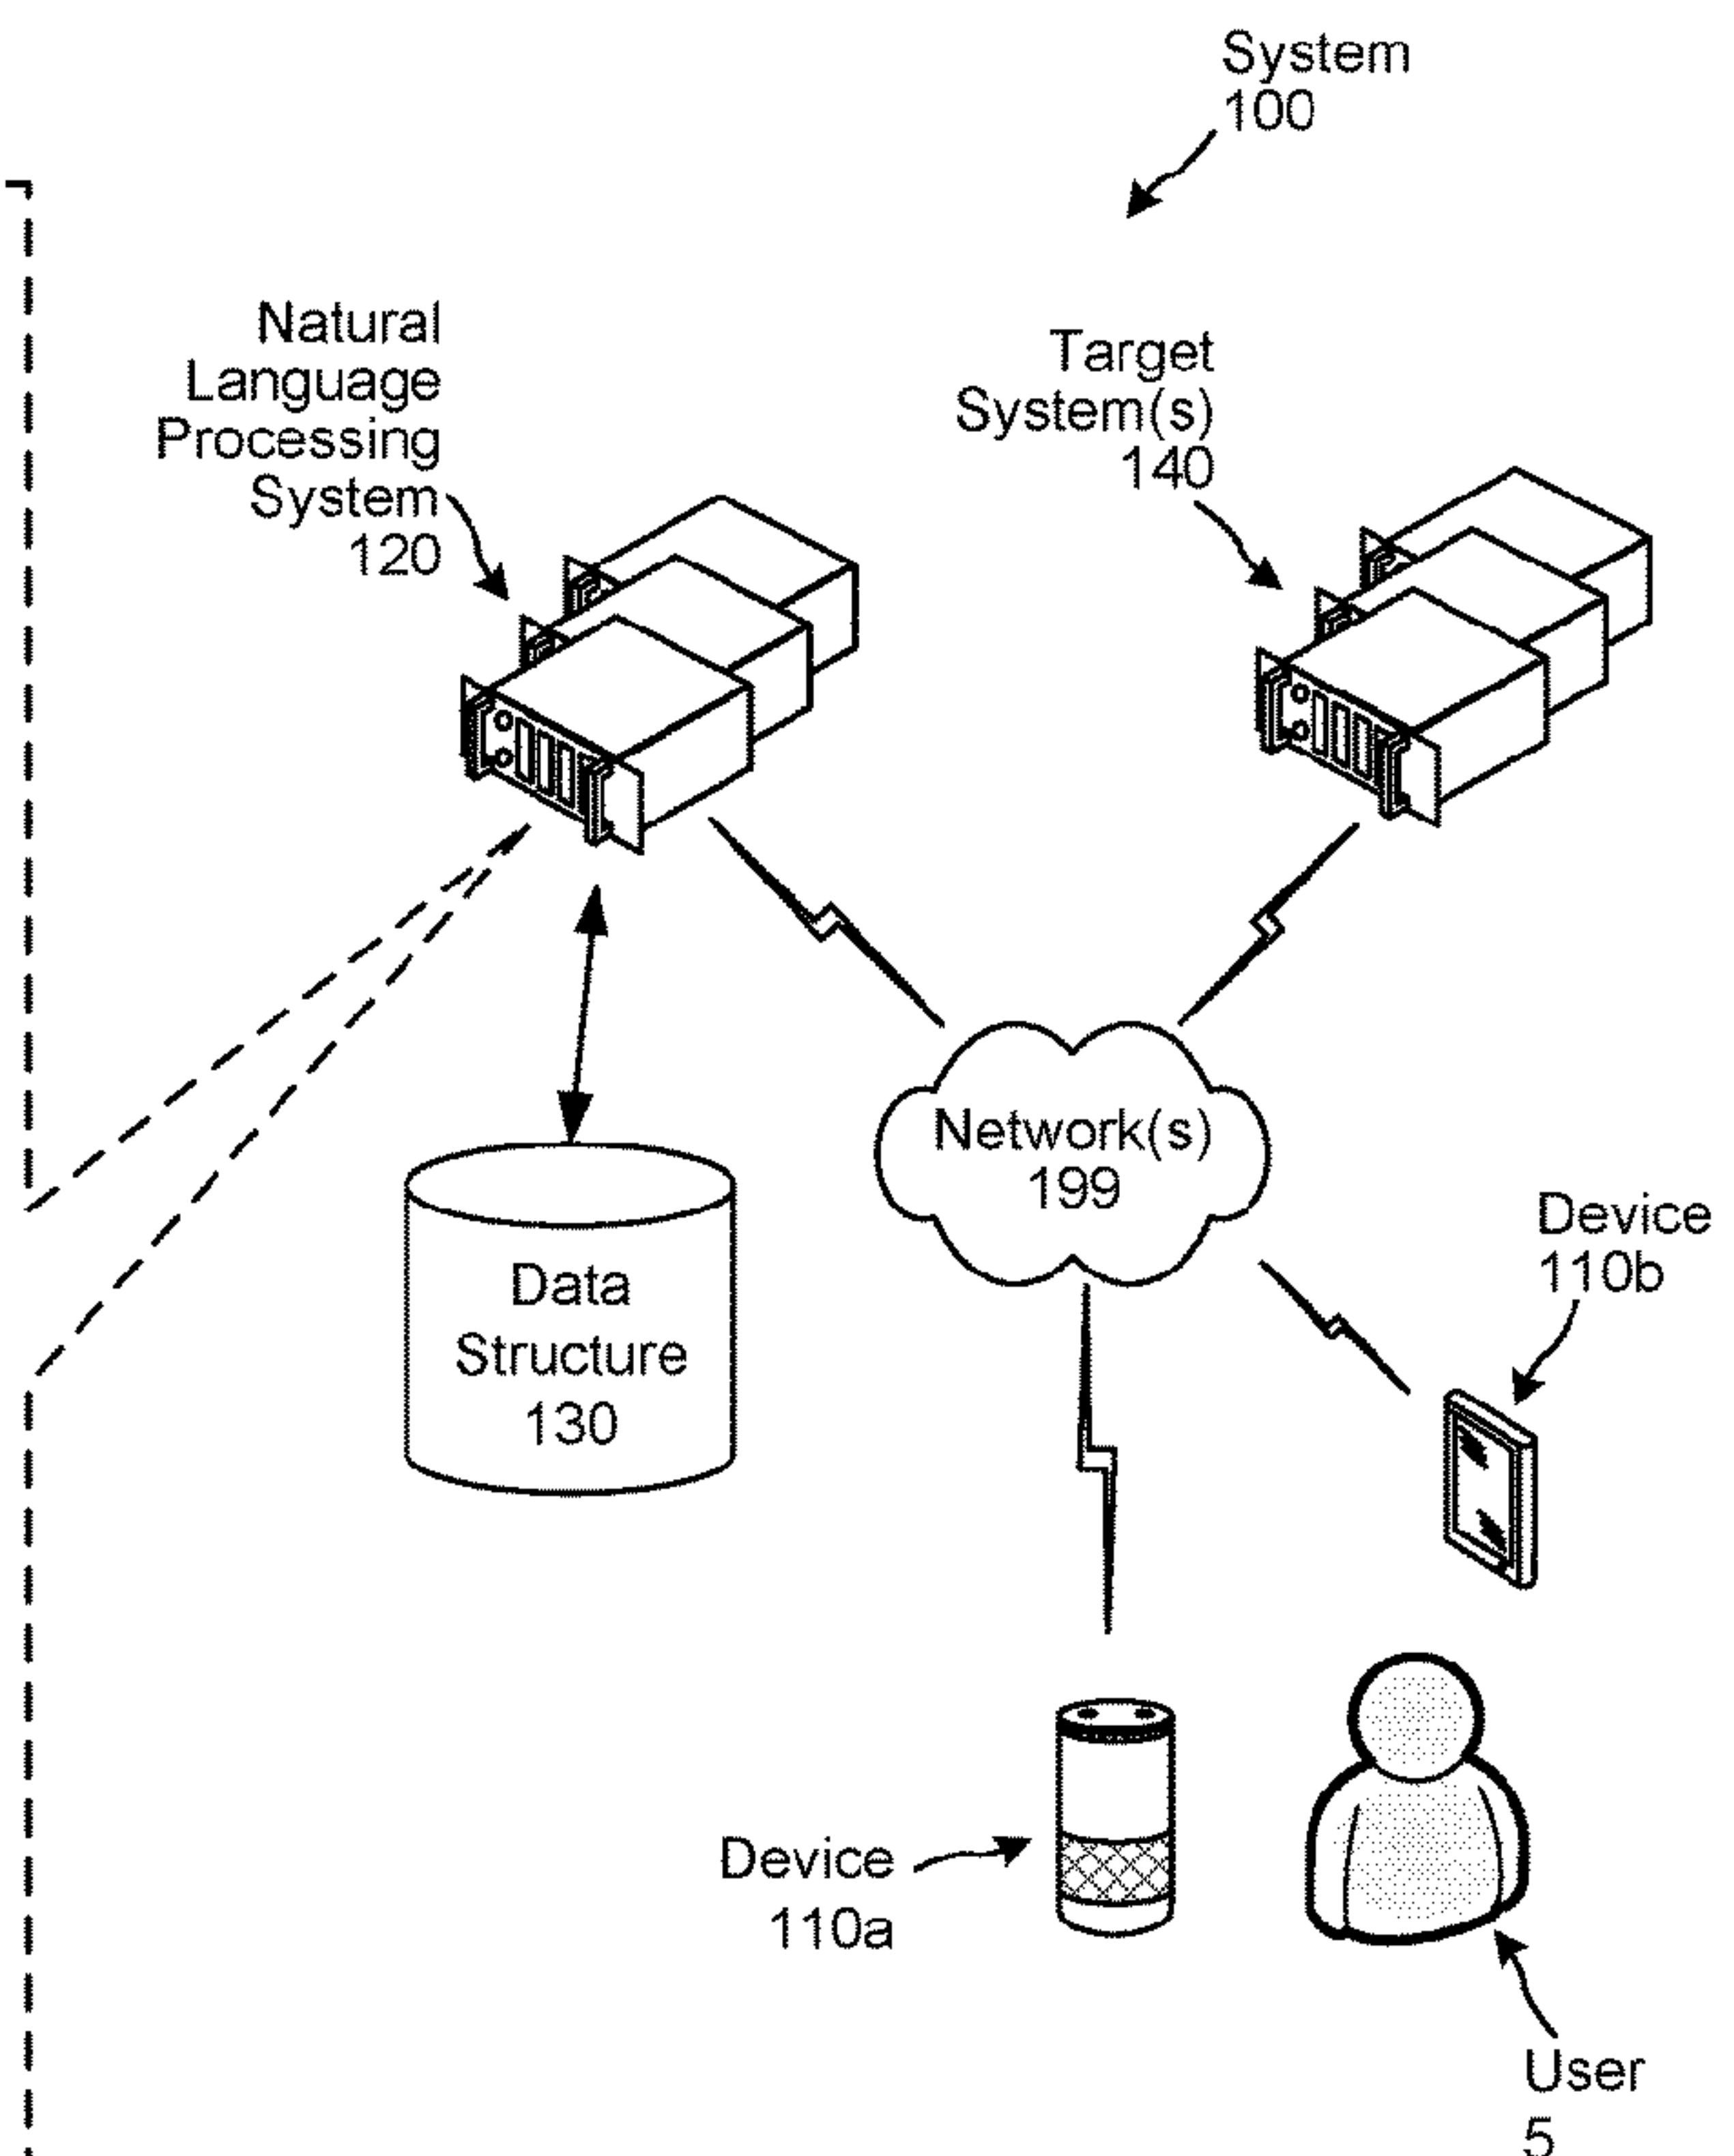 System
100
Natural
Language
Processing
System
120
Target
System(s)
140
Network(s)
199
Data
Structure
130
Device
110b
Device
110a
User
5